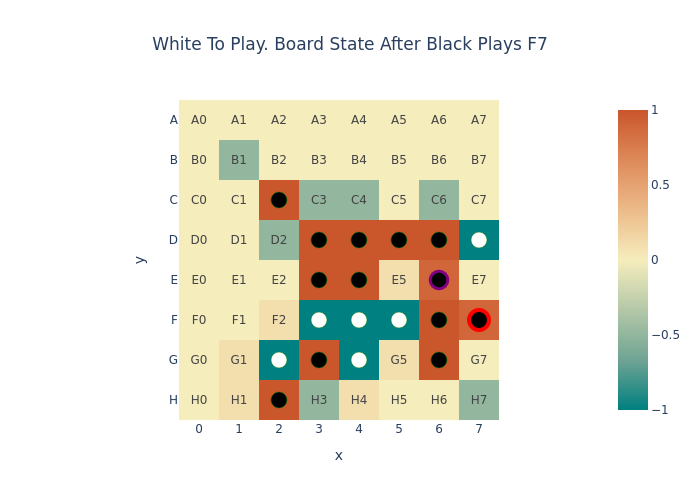 White To Play. Board State After Black Plays F7
A A0 A1 A2 A3 A4 A5 A6 A7
B B0 B1 B2 B3 B4 B5 B6 B7
C C0 C1 C3 C4 C5 C6 C7
D D0 D1 D2
E E0 E1 E2 E5 E7
F F0 F1 F2
G G0 G1 G5 G7
H H0 H1 H3 H4 H5 H6 H7
0 1 2 3 4 5 6 7
x
y
1
0.5
0
−0.5
−1